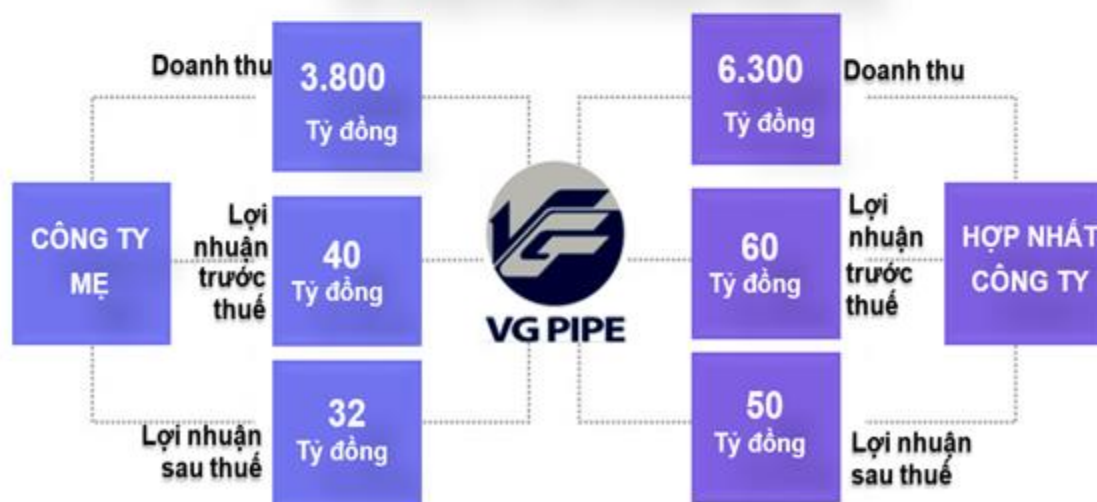 Doanh thu
3.800
Tỷ đồng
CÔNG TY
MẸ
Lợi
nhuận
trước
thuế
40
Tỷ đồng
Lợi nhuận
sau thuế
32
Tỷ đồng
VG PIPE
6.300
Tỷ đồng
Doanh thu
60
Tỷ đồng
Lợi
nhuận
trước
thuế
HỢP NHẤT
CÔNG TY
50
Tỷ đồng
Lợi nhuận
sau thuế